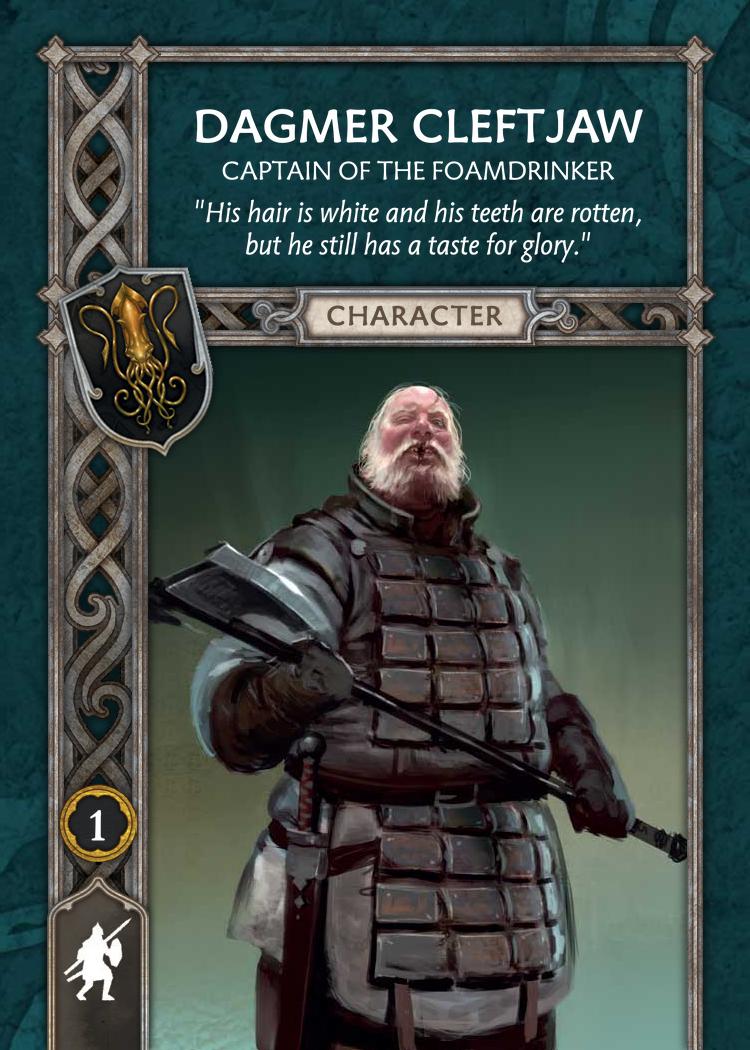 DAGMER CLEFTJAW
CAPTAIN OF THE FOAMDRINKER
"His hair is white and his teeth are rotten,
but he still has a taste for glory."
CHARACTER
1